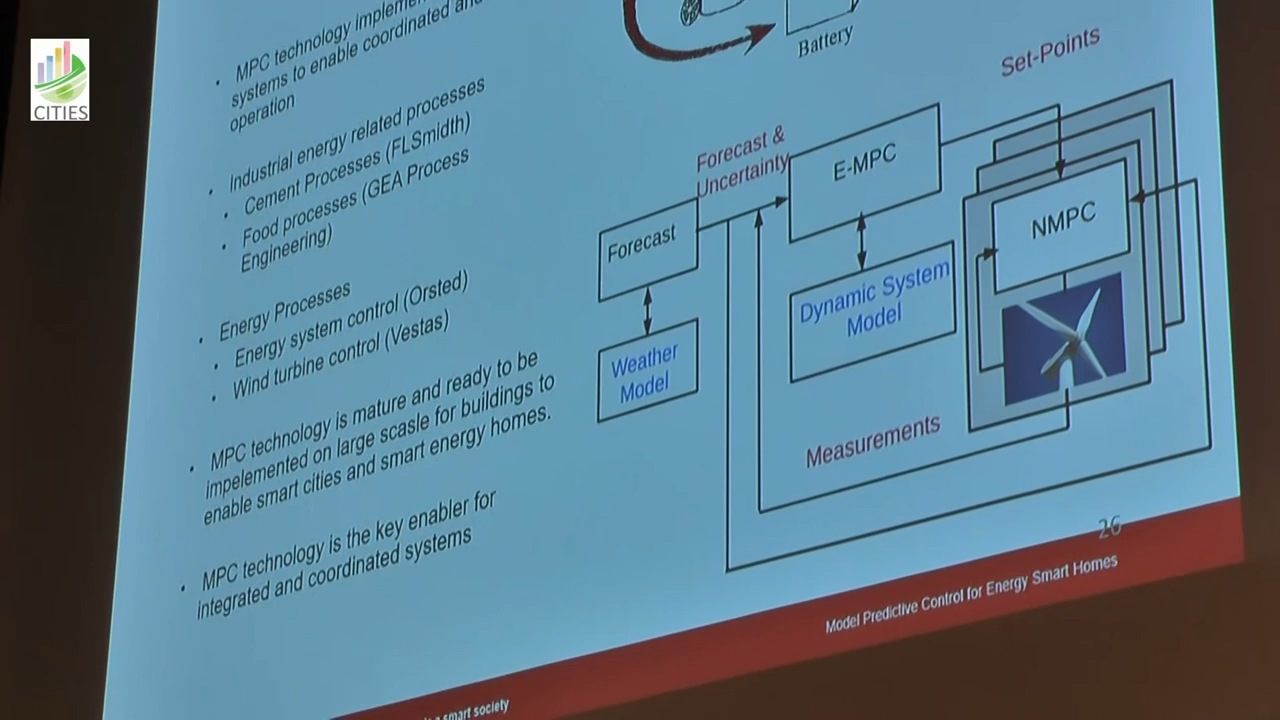 CITIES
MPC technology
systems to enable coordinated
operation
Industrial energy related processes
Cement Processes (FLSmidth)
Food processes (GEA Process
Engineering)
Energy Processes
Energy system control (Orsted)
Wind turbine control (Vestas)
MPC technology is mature and ready to be
impelemented on large scasle for buildings to
enable smart cities and smart energy homes.
MPC technology is the key enabler for
integrated and coordinated systems
Battery
Set-Points
Forecast &
Uncertainty
E-MPC
NMPC
Forecast
Dynamic System
Model
Weather
Model
Measurements
26
Model Predictive Control for Energy Smart Homes
smart society